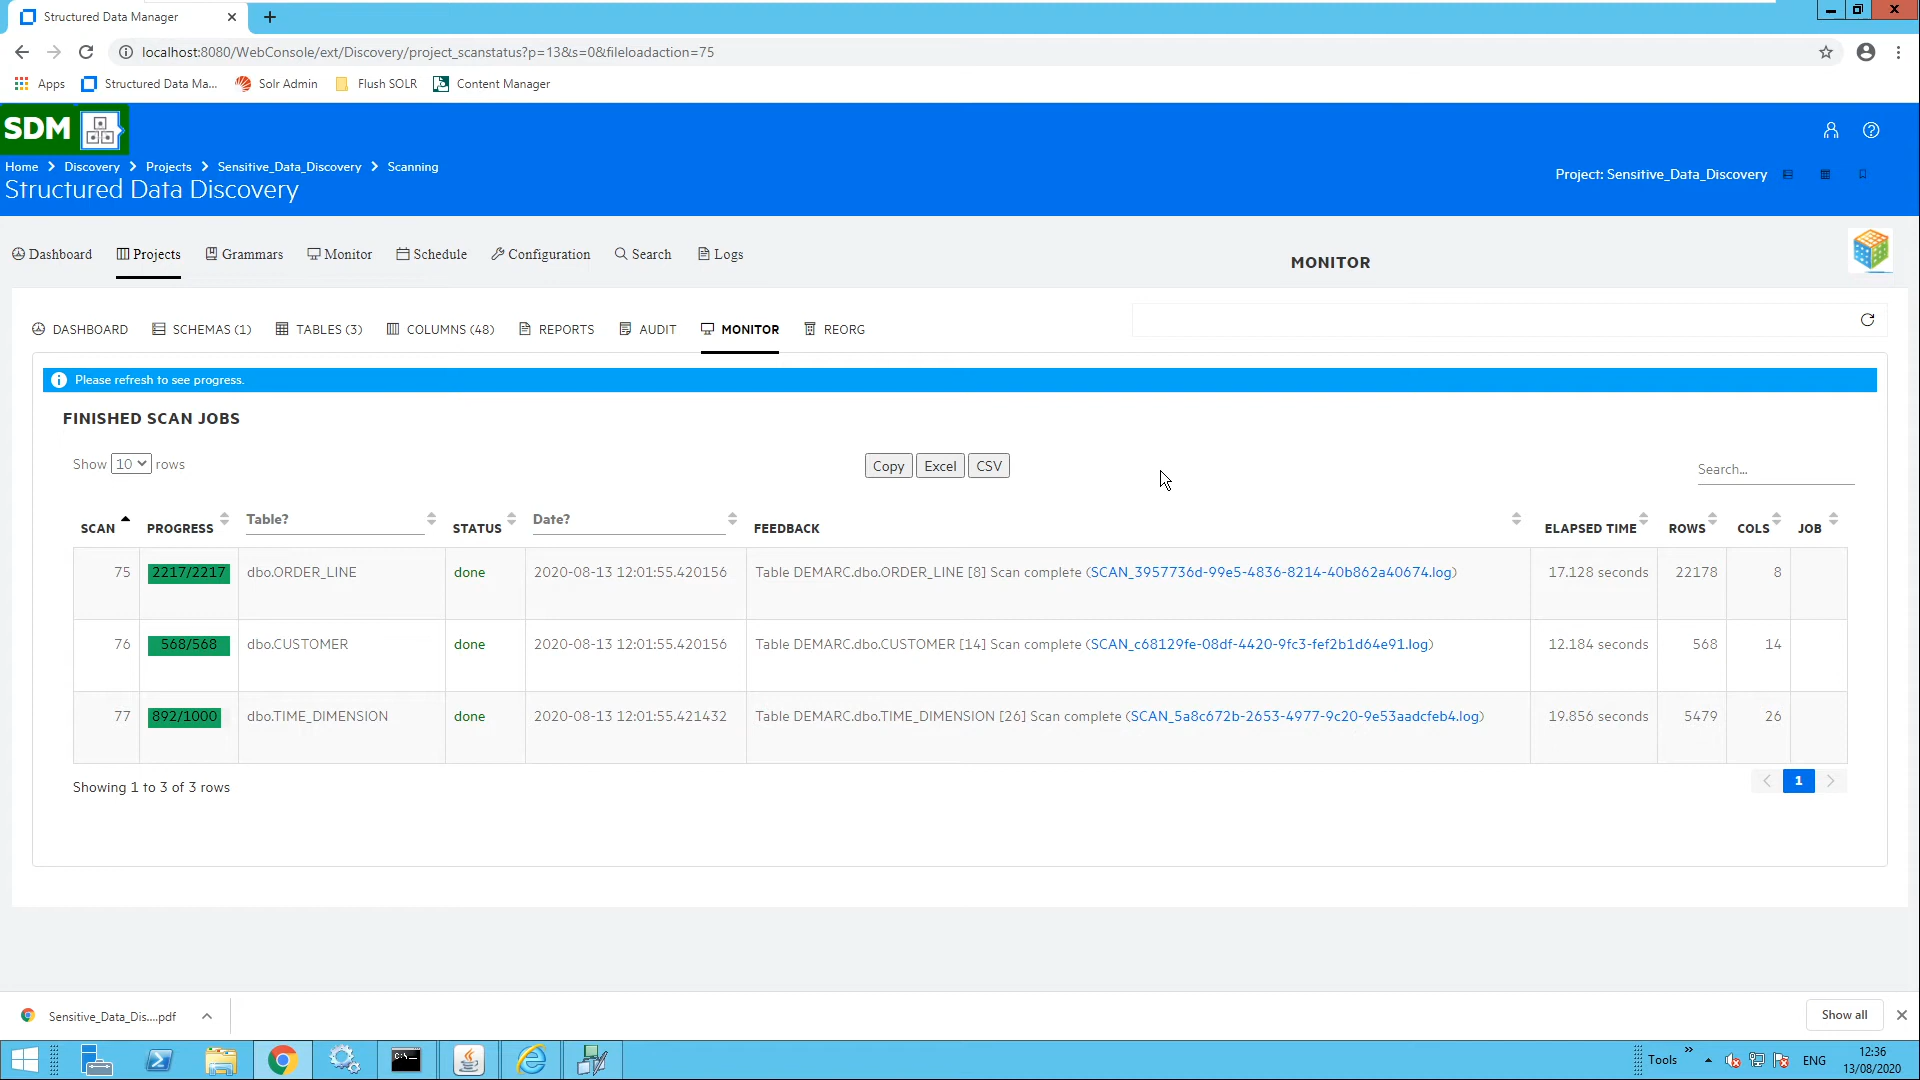 Structured Data Manager
localhost:8080/WebConsole/ext/Discovery/project_scanstatus?p=13&s=0&fileloadaction=75
Apps Structured Data Ma... Solr Admin Flush SOLR Content Manager
SDM
Home > Discovery > Projects > Sensitive_Data_Discovery > Scanning
Project: Sensitive_Data_Discovery
Structured Data Discovery
Dashboard Projects Grammars Monitor Schedule Configuration Search Logs
MONITOR
DASHBOARD SCHEMAS (1) TABLES (3) COLUMNS (48) REPORTS AUDIT MONITOR REORG
Please refresh to see progress.
FINISHED SCAN JOBS
Show 10 rows Copy Excel CSV Search...
SCAN PROGRESS Table? STATUS Date? FEEDBACK ELAPSED TIME ROWS COLS JOB
75 2217/2217 dbo.ORDER_LINE done 2020-08-13 12:01:55.420156 Table DEMARC.dbo.ORDER_LINE [8] Scan complete (SCAN_3957736d-99e5-4836-8214-40b862a40674.log) 17.128 seconds 22178 8
76 568/568 dbo.CUSTOMER done 2020-08-13 12:01:55.420156 Table DEMARC.dbo.CUSTOMER [14] Scan complete (SCAN_c68129fe-08df-4420-9fc3-fef2b1d64e91.log) 12.184 seconds 568 14
77 892/1000 dbo.TIME_DIMENSION done 2020-08-13 12:01:55.421432 Table DEMARC.dbo.TIME_DIMENSION [26] Scan complete (SCAN_5a8c672b-2653-4977-9c20-9e53aadcfeb4.log) 19.856 seconds 5479 26
Showing 1 to 3 of 3 rows
1
Sensitive_Data_Dis....pdf
Show all
C:\_
Tools » ENG
12:36
13/08/2020